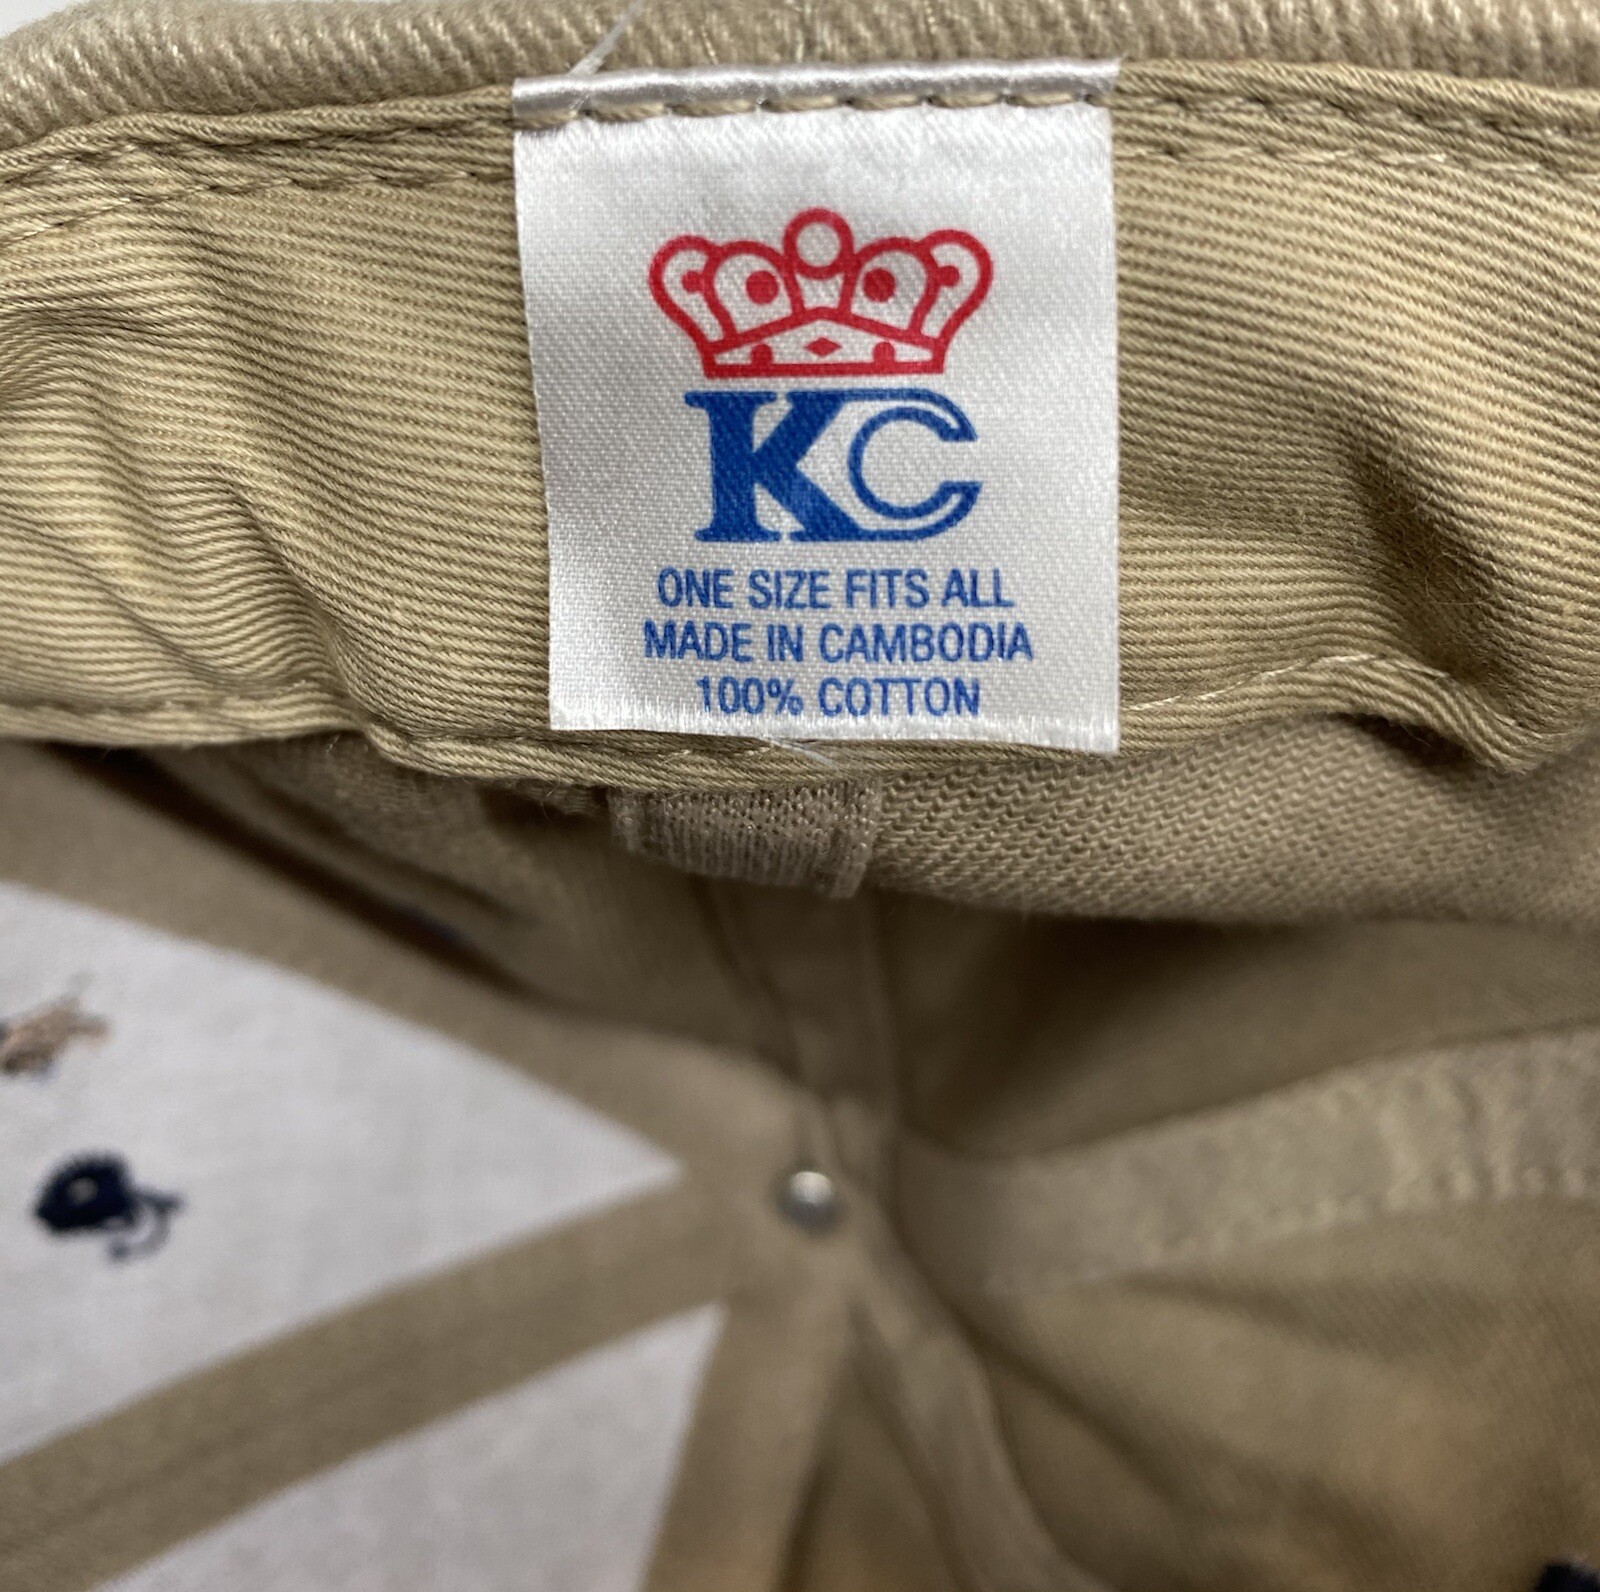 KC
ONE SIZE FITS ALL
MADE IN CAMBODIA
100% COTTON